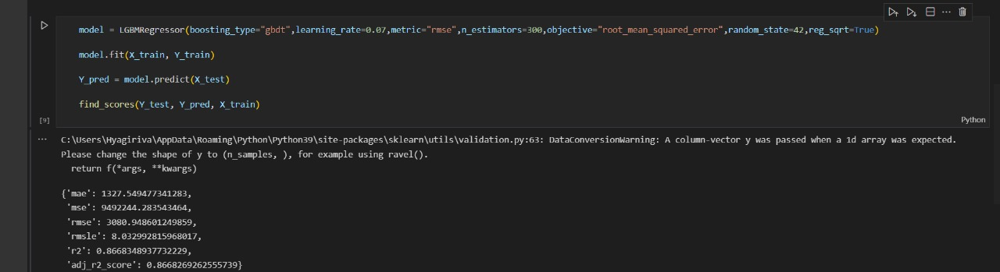 model = LGBMRegressor(boosting_type="gbdt",learning_rate=0.07,metric="rmse",n_estimators=300,objective="root_mean_squared_error",random_state=42,reg_sqrt=True)
model.fit(X_train, Y_train)
Y_pred = model.predict(X_test)
find_scores(Y_test, Y_pred, X_train)
[9]
Python
C:\Users\Hyagiriva\AppData\Roaming\Python\Python39\site-packages\sklearn\utils\validation.py:63: DataConversionWarning: A column-vector y was passed when a 1d array was expected.
Please change the shape of y to (n_samples, ), for example using ravel().
  return f(*args, **kwargs)
{'mae': 1327.549477341283,
 'mse': 9492244.283543464,
 'rmse': 3080.948601249859,
 'rmsle': 8.032992815968017,
 'r2': 0.8668348937732229,
 'adj_r2_score': 0.8668269262555739}